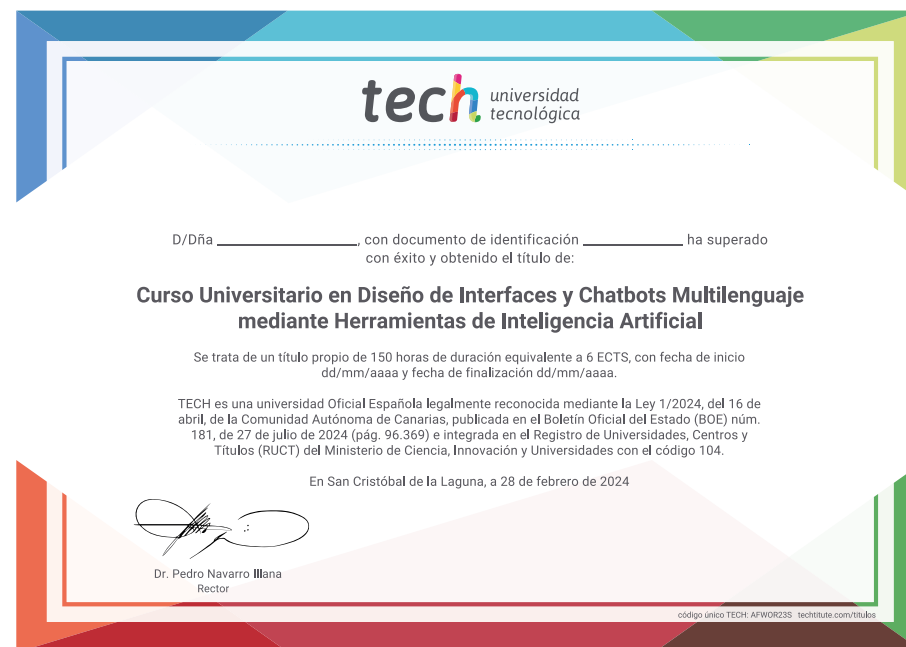 tech universidad
tecnológica
D/Dña ____________________, con documento de identificación ______________ ha superado
con éxito y obtenido el título de:
Curso Universitario en Diseño de Interfaces y Chatbots Multilenguaje
mediante Herramientas de Inteligencia Artificial
Se trata de un título propio de 150 horas de duración equivalente a 6 ECTS, con fecha de inicio
dd/mm/aaaa y fecha de finalización dd/mm/aaaa.
TECH es una universidad Oficial Española legalmente reconocida mediante la Ley 1/2024, del 16 de
abril, de la Comunidad Autónoma de Canarias, publicada en el Boletín Oficial del Estado (BOE) núm.
181, de 27 de julio de 2024 (pág. 96.369) e integrada en el Registro de Universidades, Centros y
Títulos (RUCT) del Ministerio de Ciencia, Innovación y Universidades con el código 104.
En San Cristóbal de la Laguna, a 28 de febrero de 2024
Dr. Pedro Navarro Illana
Rector
código único TECH: AFWOR23S techtitute.com/titulos